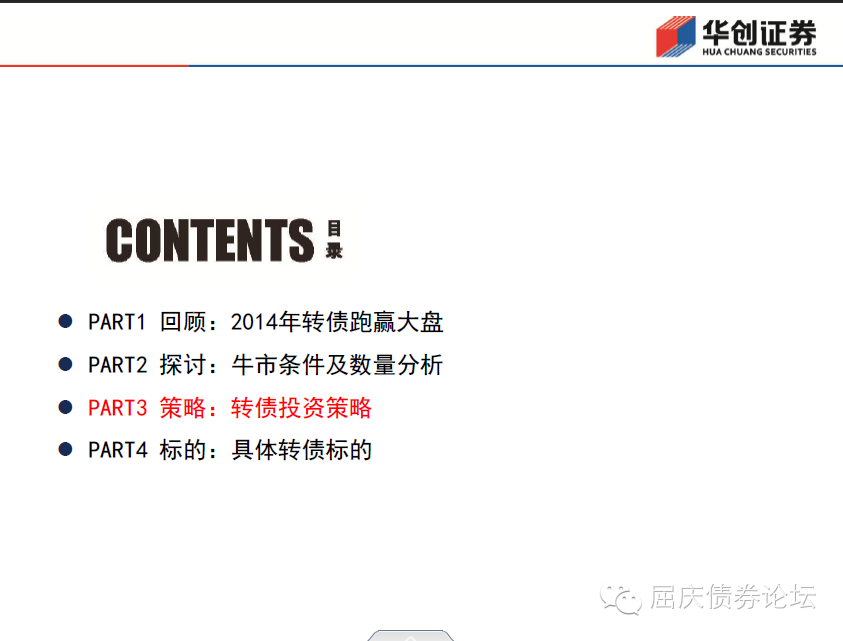 华创证券
HUA CHUANG SECURITIES
CONTENTS 目录
● PART1 回顾：2014年转债跑赢大盘
● PART2 探讨：牛市条件及数量分析
● PART3 策略：转债投资策略
● PART4 标的：具体转债标的
屈庆债券论坛